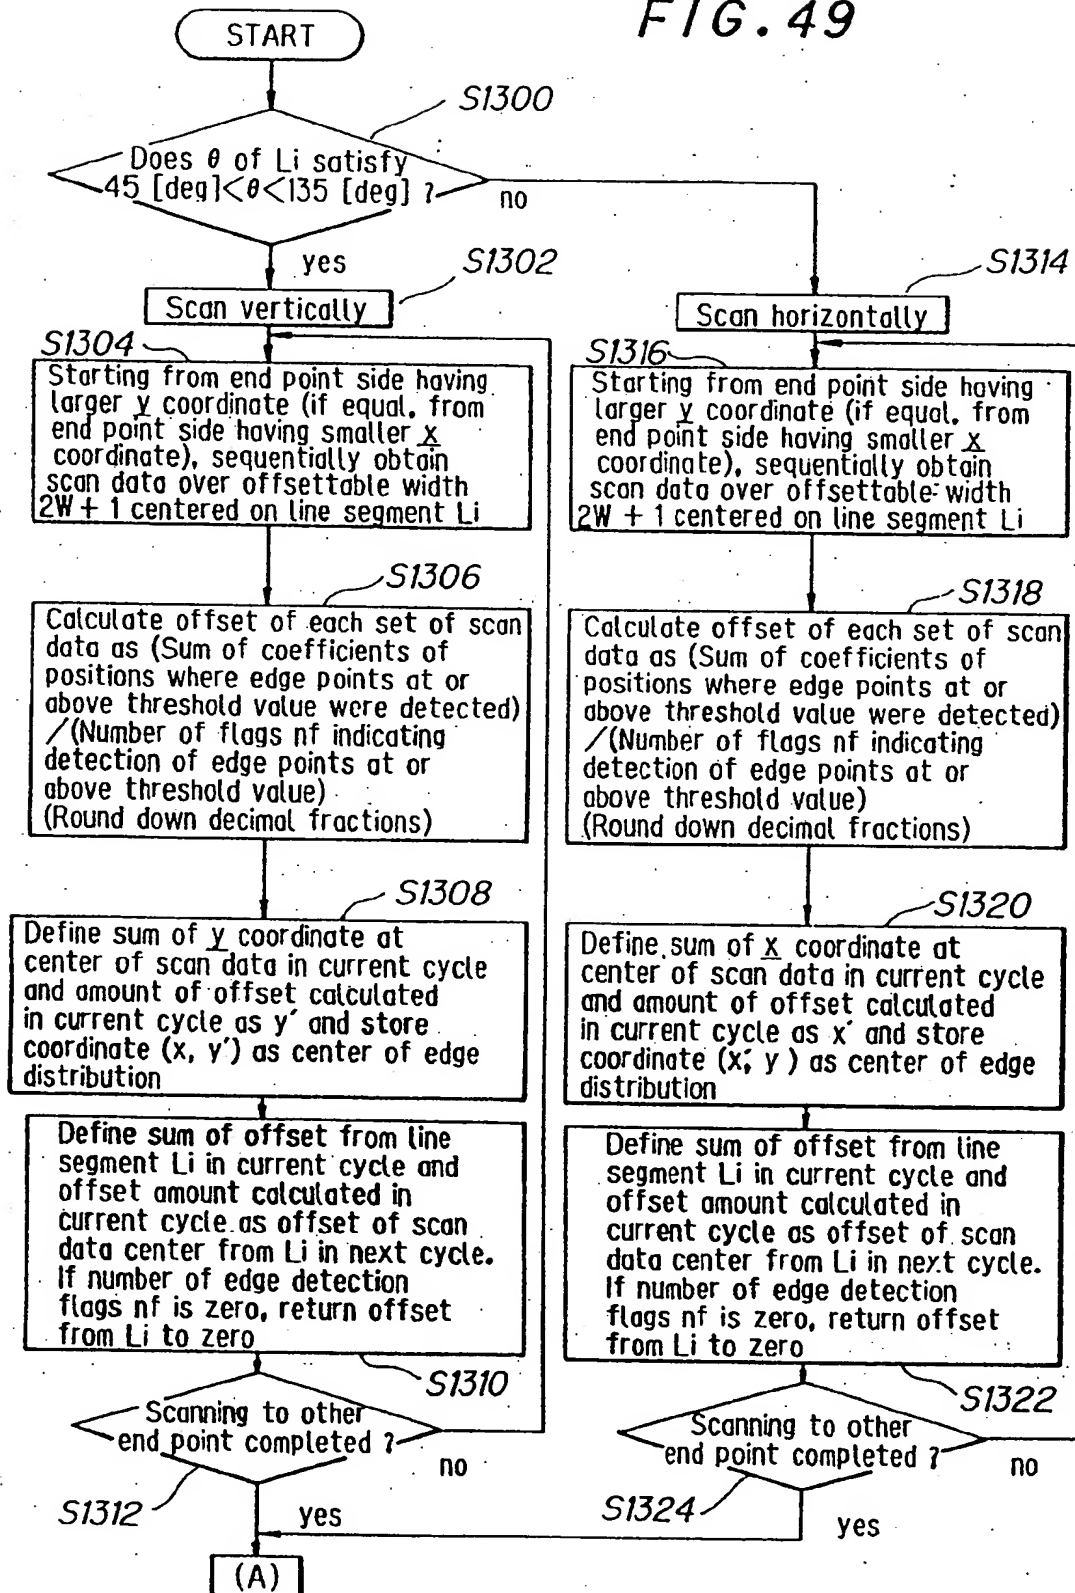 FIG. 49
START
S1300
Does θ of Li satisfy
45 [deg]<θ<135 [deg] ?
no
yes
S1302
Scan vertically
S1304
Starting from end point side having
larger y coordinate (if equal, from
end point side having smaller x
coordinate), sequentially obtain
scan data over offsettable width
2W + 1 centered on line segment Li
S1306
Calculate offset of each set of scan
data as (Sum of coefficients of
positions where edge points at or
above threshold value were detected)
/(Number of flags nf indicating
detection of edge points at or
above threshold value)
(Round down decimal fractions)
S1308
Define sum of y coordinate at
center of scan data in current cycle
and amount of offset calculated
in current cycle as y' and store
coordinate (x, y') as center of edge
distribution
Define sum of offset from line
segment Li in current cycle and
offset amount calculated in
current cycle as offset of scan
data center from Li in next cycle.
If number of edge detection
flags nf is zero, return offset
from Li to zero
S1310
Scanning to other
end point completed ?
no
S1312
yes
(A)
S1314
Scan horizontally
S1316
Starting from end point side having
larger y coordinate (if equal, from
end point side having smaller x
coordinate), sequentially obtain
scan data over offsettable width
2W + 1 centered on line segment Li
S1318
Calculate offset of each set of scan
data as (Sum of coefficients of
positions where edge points at or
above threshold value were detected)
/(Number of flags nf indicating
detection of edge points at or
above threshold value)
(Round down decimal fractions)
S1320
Define sum of x coordinate at
center of scan data in current cycle
and amount of offset calculated
in current cycle as x' and store
coordinate (x', y ) as center of edge
distribution
Define sum of offset from line
segment Li in current cycle and
offset amount calculated in
current cycle as offset of scan
data center from Li in next cycle.
If number of edge detection
flags nf is zero, return offset
from Li to zero
S1322
Scanning to other
end point completed ?
no
S1324
yes